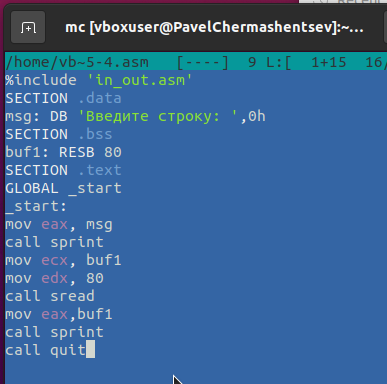 mc [vboxuser@PavelChermashentsev]:~...
/home/vb~5-4.asm   [----]  9 L:[  1+15  16/
%include 'in_out.asm'
SECTION .data
msg: DB 'Введите строку: ',0h
SECTION .bss
buf1: RESB 80
SECTION .text
GLOBAL _start
_start:
mov eax, msg
call sprint
mov ecx, buf1
mov edx, 80
call sread
mov eax,buf1
call sprint
call quit